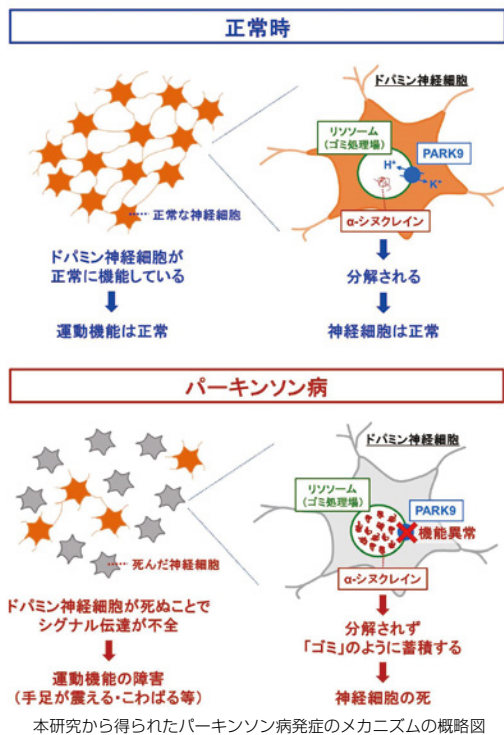 正常時
ドパミン神経細胞
リソソーム
(ゴミ処理場)
PARK9
H+
K+
α-シヌクレイン
正常な神経細胞
ドパミン神経細胞が
正常に機能している
運動機能は正常
分解される
神経細胞は正常
パーキンソン病
ドパミン神経細胞
リソソーム
(ゴミ処理場)
PARK9
機能異常
α-シヌクレイン
死んだ神経細胞
ドパミン神経細胞が死ぬことで
シグナル伝達が不全
運動機能の障害
(手足が震える・こわばる等)
分解されず
「ゴミ」のように蓄積する
神経細胞の死
本研究から得られたパーキンソン病発症のメカニズムの概略図